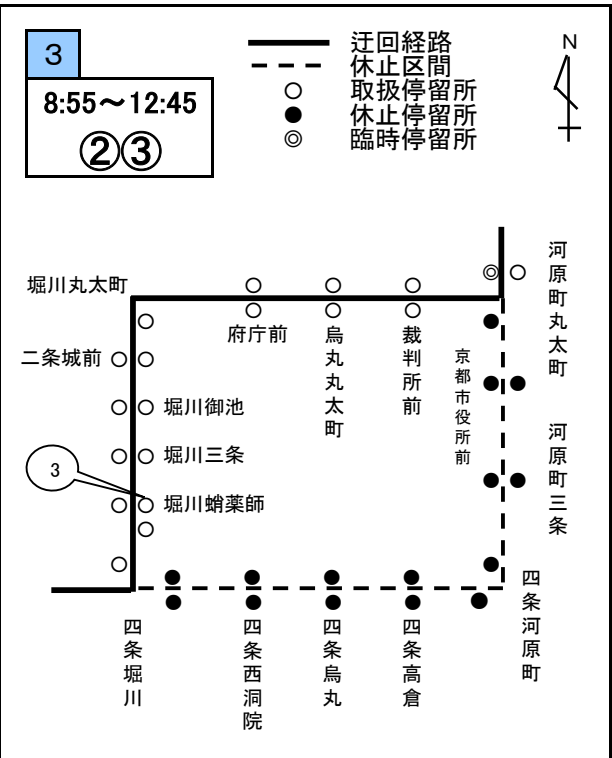 3
8:55～12:45
②③
迂回経路
休止区間
取扱停留所
休止停留所
臨時停留所
N
堀川丸太町
府庁前
烏丸丸太町
裁判所前
河原町丸太町
京都市役所前
二条城前
堀川御池
堀川三条
河原町三条
3
堀川蛸薬師
四条堀川
四条西洞院
四条烏丸
四条高倉
四条河原町